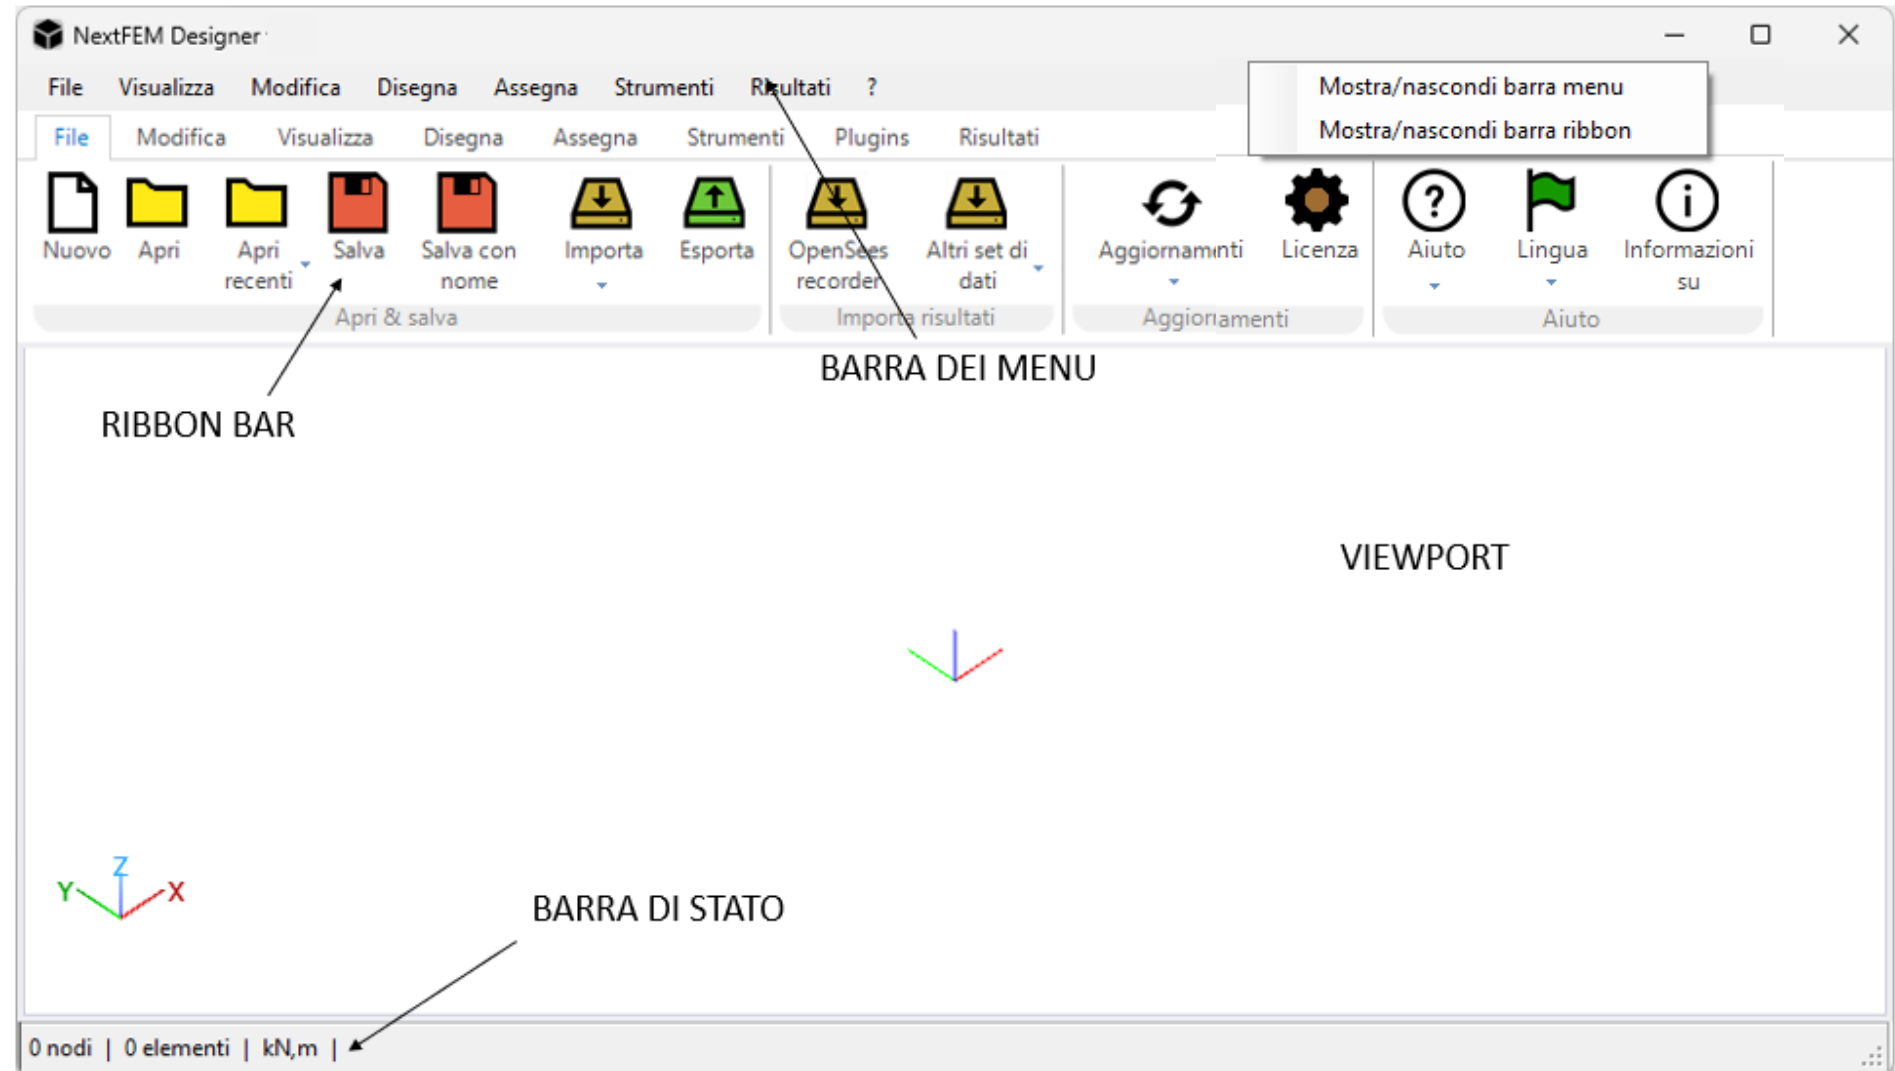 NextFEM Designer
File Visualizza Modifica Disegna Assegna Strumenti Risultati ?
Mostra/nascondi barra menu
Mostra/nascondi barra ribbon
File Modifica Visualizza Disegna Assegna Strumenti Plugins Risultati
Nuovo Apri Apri recenti Salva Salva con nome Importa Esporta OpenSees recorder Altri set di dati Aggiornamenti Licenza Aiuto Lingua Informazioni su
Apri & salva Importa risultati Aggiornamenti Aiuto
BARRA DEI MENU
RIBBON BAR
VIEWPORT
Z
Y X
BARRA DI STATO
0 nodi | 0 elementi | kN,m |